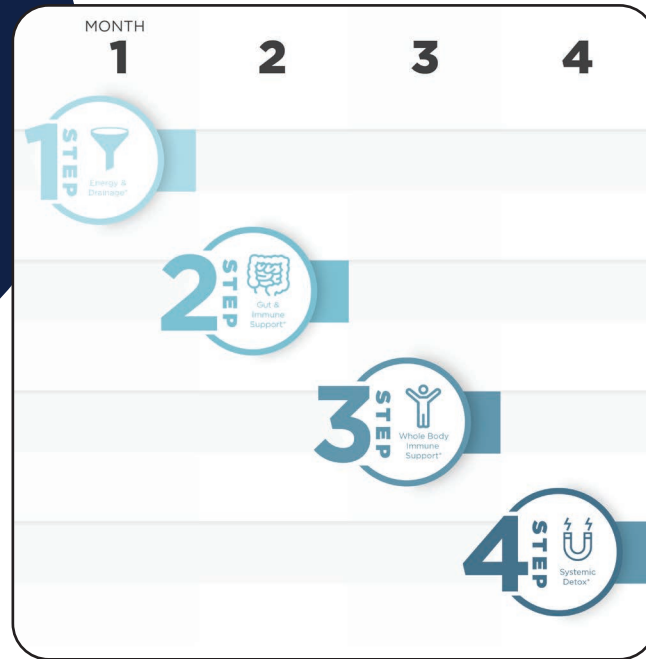 MONTH
1 2 3 4
1 STEP
Energy &
Drainage*
2 STEP
Gut &
Immune
Support*
3 STEP
Whole Body
Immune
Support*
4 STEP
Systemic
Detox*